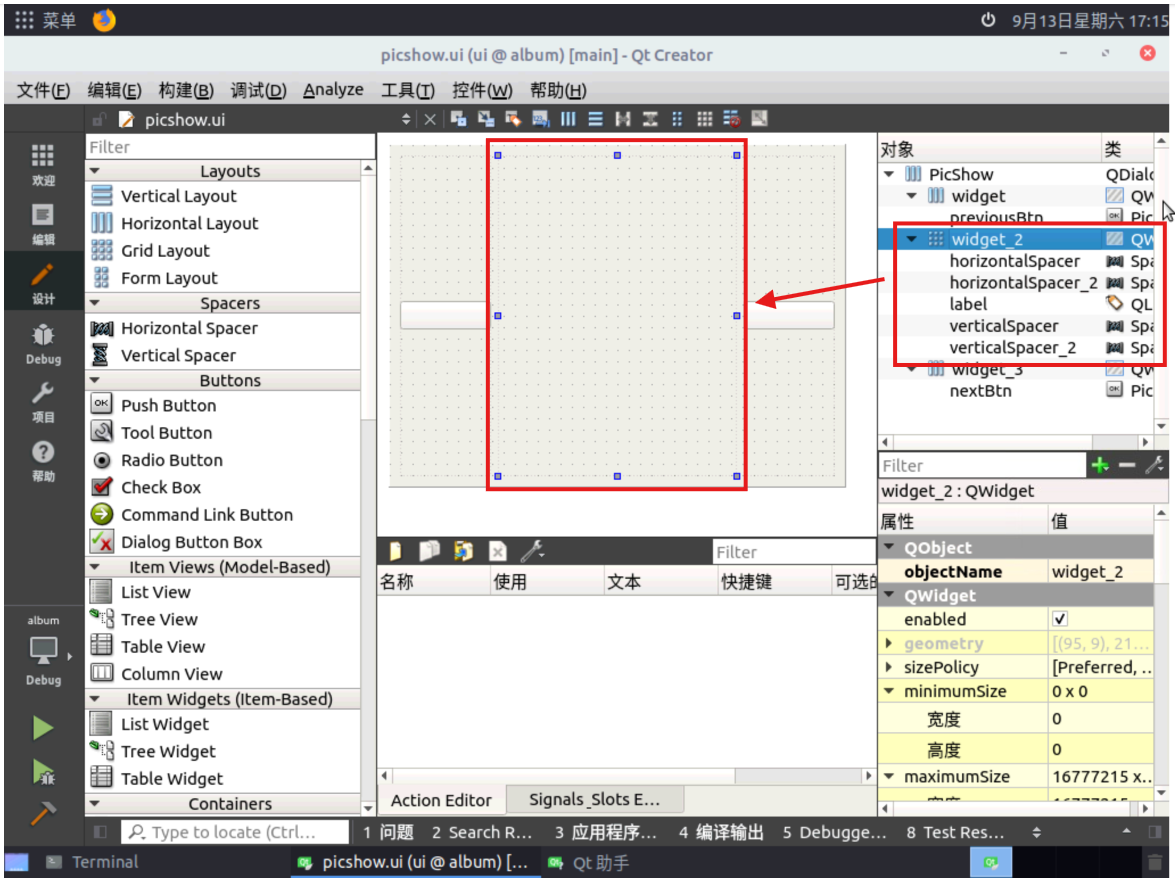 菜单
9月13日星期六 17:15
picshow.ui (ui @ album) [main] - Qt Creator
文件(F) 编辑(E) 构建(B) 调试(D) Analyze 工具(T) 控件(W) 帮助(H)
picshow.ui
欢迎
编辑
设计
Debug
项目
帮助
album
Debug
Filter
Layouts
Vertical Layout
Horizontal Layout
Grid Layout
Form Layout
Spacers
Horizontal Spacer
Vertical Spacer
Buttons
OK Push Button
Tool Button
Radio Button
Check Box
Command Link Button
Dialog Button Box
Item Views (Model-Based)
List View
Tree View
Table View
Column View
Item Widgets (Item-Based)
List Widget
Tree Widget
Table Widget
Containers
对象 类
PicShow QDialo
widget QW
previousBtn Pic
widget_2 QW
horizontalSpacer Spa
horizontalSpacer_2 Spa
label QL
verticalSpacer Spa
verticalSpacer_2 Spa
widget_3 QW
nextBtn Pic
Filter
widget_2 : QWidget
属性 值
QObject
objectName widget_2
QWidget
enabled
geometry [(95, 9), 21...
sizePolicy [Preferred, ...
minimumSize 0 x 0
宽度 0
高度 0
maximumSize 16777215 x...
Filter
名称 使用 文本 快捷键 可选的
Action Editor Signals_Slots E...
Type to locate (Ctrl...
1 问题 2 Search R... 3 应用程序... 4 编译输出 5 Debugge... 8 Test Res...
Terminal
picshow.ui (ui @ album) [...
Qt 助手